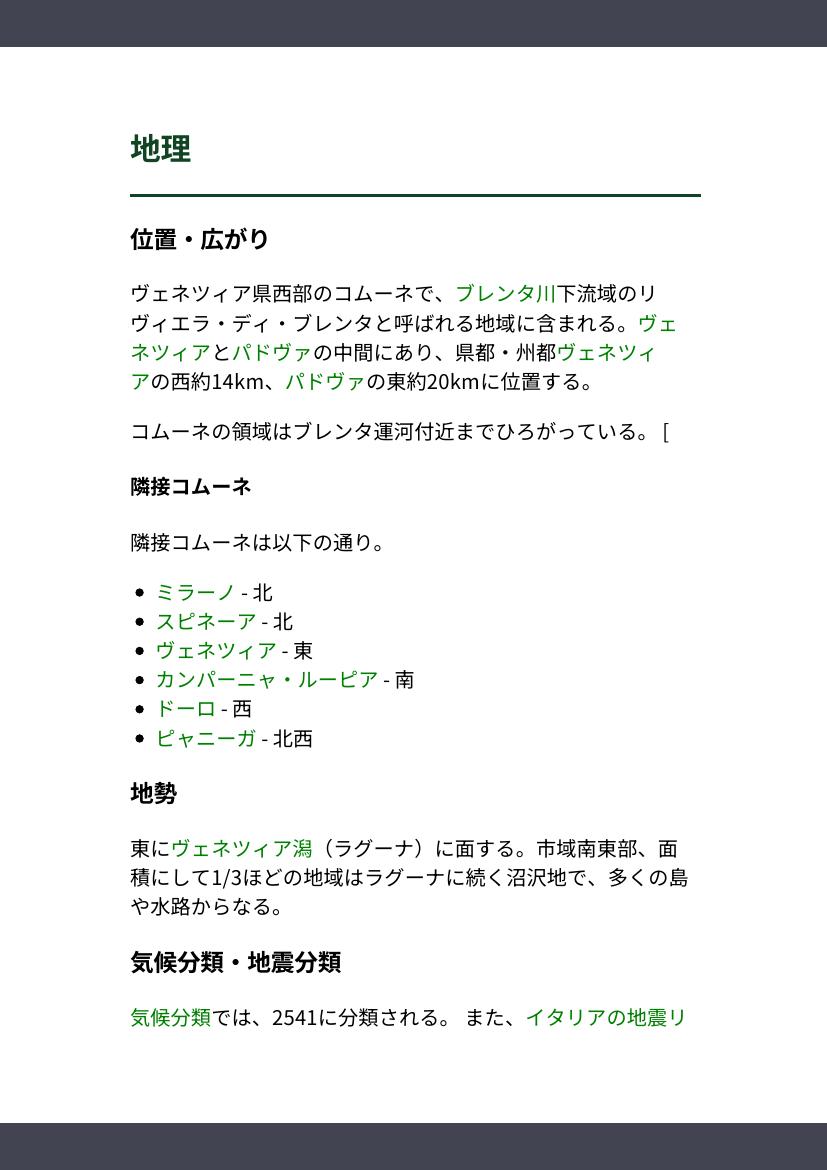 地理
位置・広がり
ヴェネツィア県西部のコムーネで、ブレンタ川下流域のリ
ヴィエラ・ディ・ブレンタと呼ばれる地域に含まれる。ヴェ
ネツィアとパドヴァの中間にあり、県都・州都ヴェネツィ
アの西約14km、パドヴァの東約20kmに位置する。
コムーネの領域はブレンタ運河付近までひろがっている。 [
隣接コムーネ
隣接コムーネは以下の通り。
• ミラーノ - 北
• スピネーア - 北
• ヴェネツィア - 東
• カンパーニャ・ルーピア - 南
• ドーロ - 西
• ピャニーガ - 北西
地勢
東にヴェネツィア潟（ラグーナ）に面する。市域南東部、面
積にして1/3ほどの地域はラグーナに続く沼沢地で、多くの島
や水路からなる。
気候分類・地震分類
気候分類では、2541に分類される。 また、イタリアの地震リ